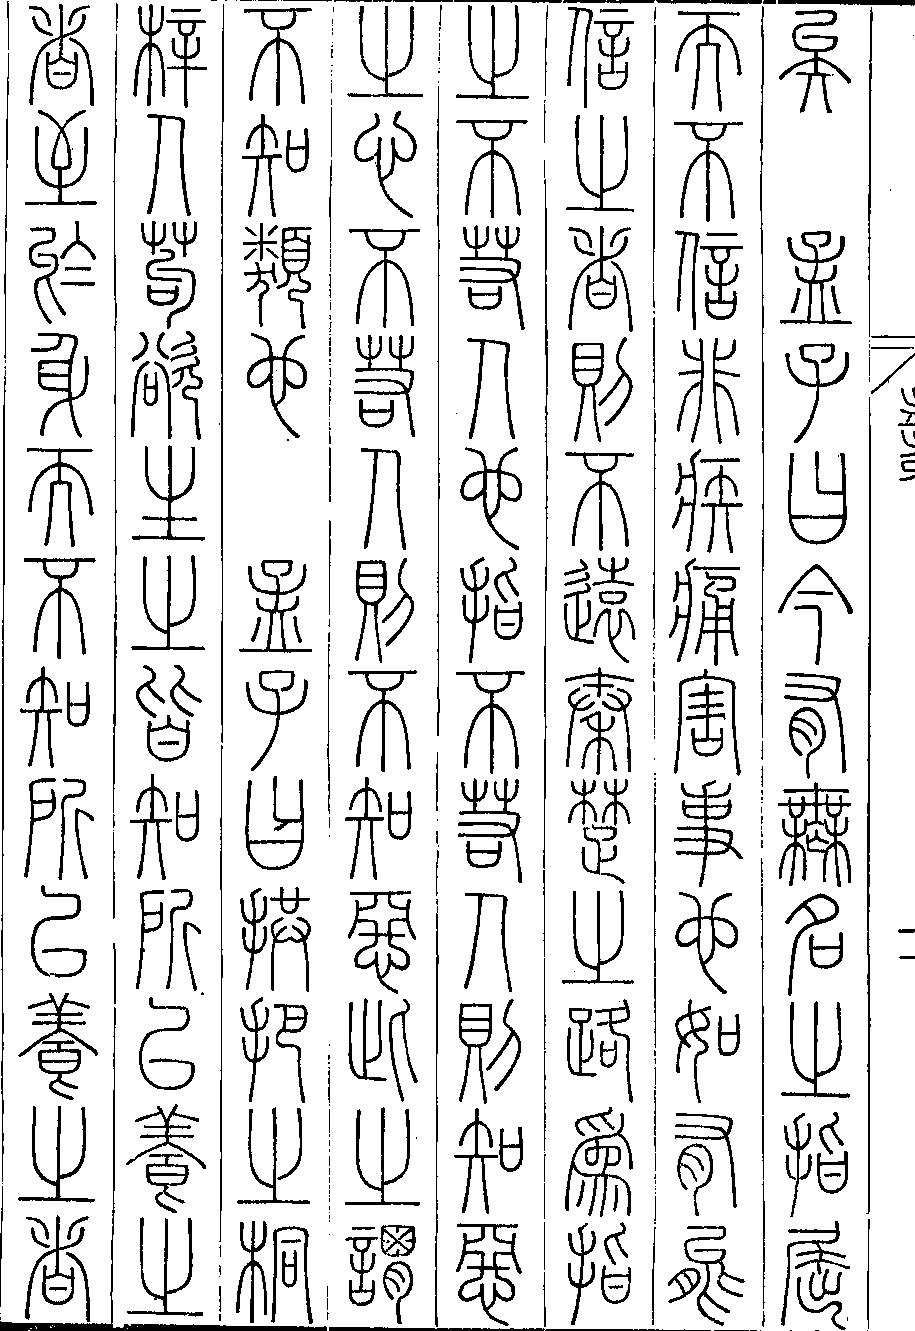 矣　孟子曰今有無名之指屈
而不信非疾痛害事也如有能
信之者則不遠秦楚之路爲指
之不若人也指不若人則知惡
之心不若人則不知惡此之謂
不知類也　孟子曰拱把之桐
梓人苟欲生之皆知所以養之
者至於身而不知所以養之者